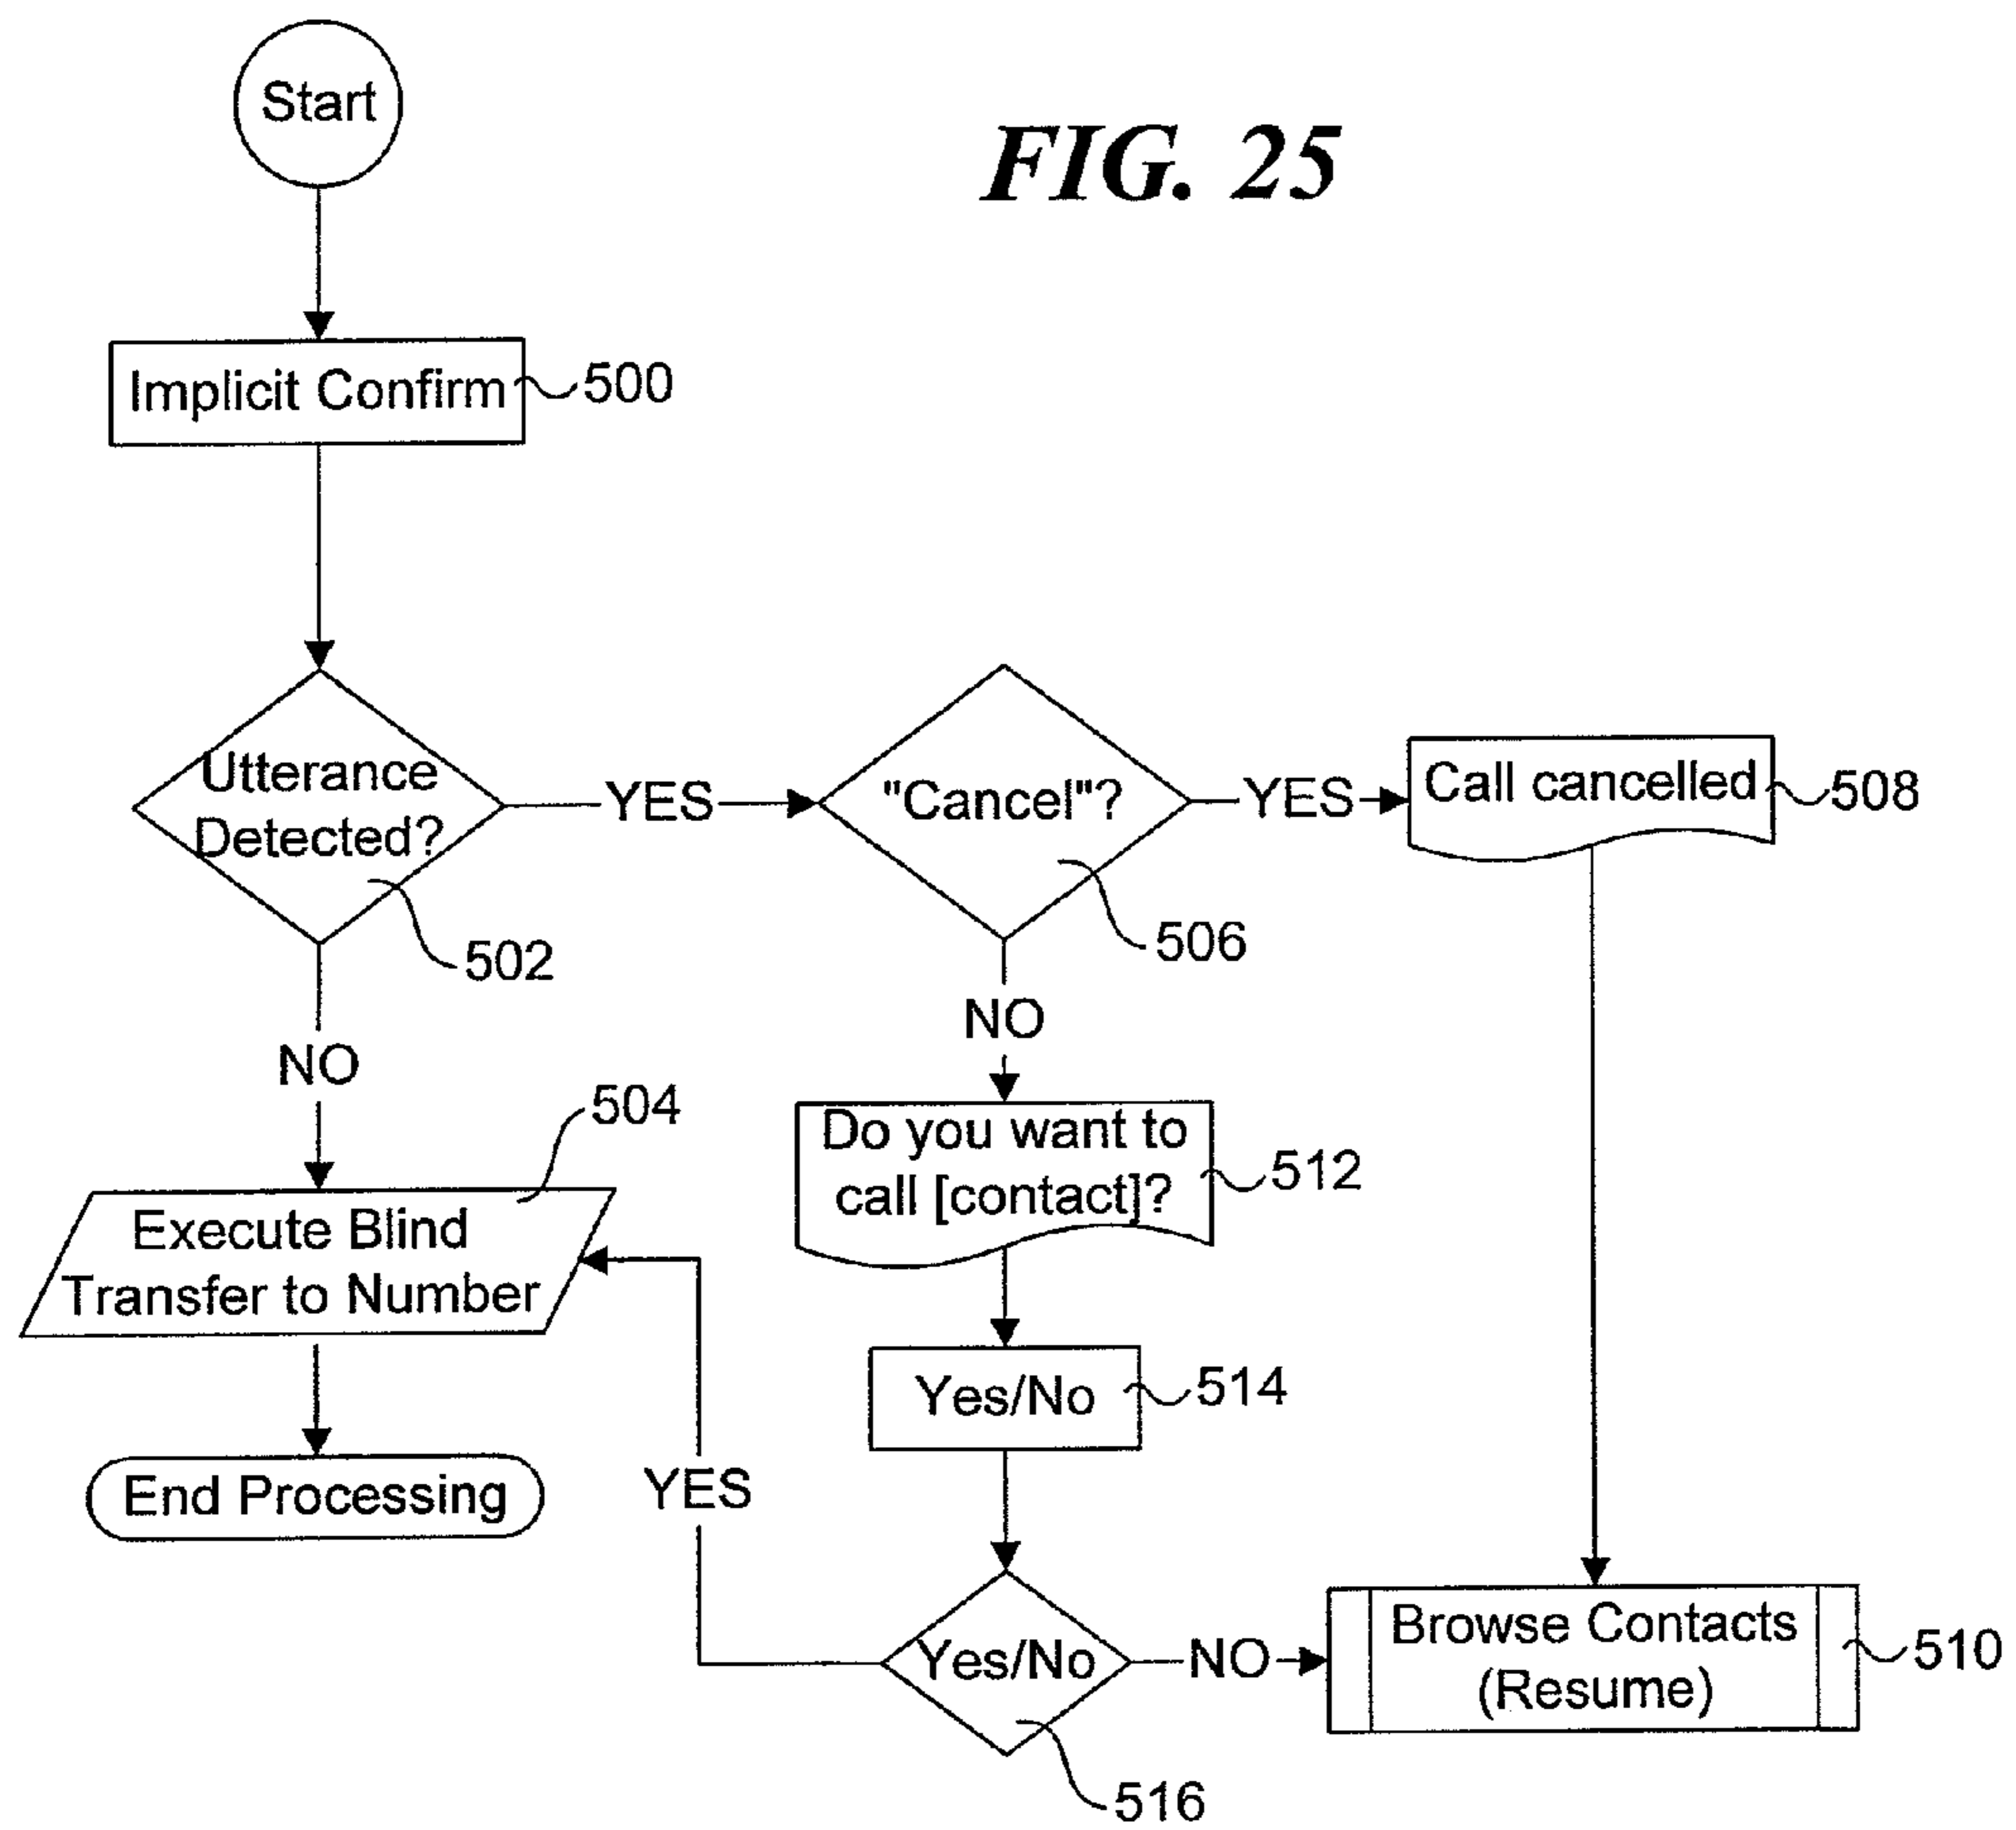 Start
FIG. 25
Implicit Confirm
500
Utterance
Detected?
502
YES
"Cancel"?
506
YES
Call cancelled
508
NO
NO
504
Execute Blind
Transfer to Number
Do you want to
call [contact]?
512
Yes/No
514
End Processing
YES
Yes/No
516
NO
Browse Contacts
(Resume)
510